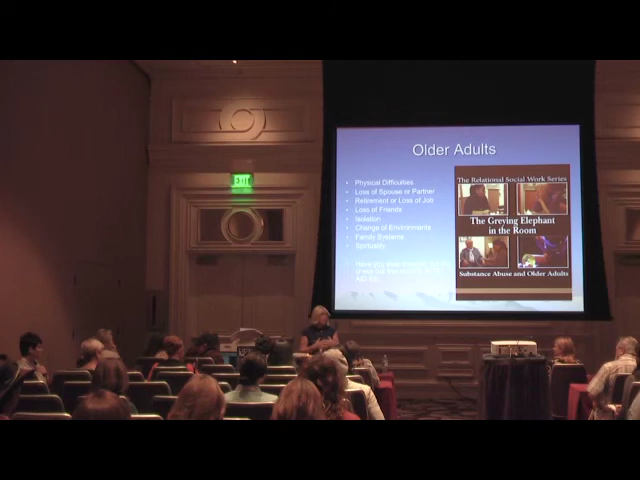 EXIT
Older Adults
• Physical Difficulties
• Loss of Spouse or Partner
• Retirement or Loss of Job
• Loss of Friends
• Isolation
• Change of Environments
• Family Systems
• Spirituality
The Relational Social Work Series
The Greying Elephant
in the Room
Substance Abuse and Older Adults